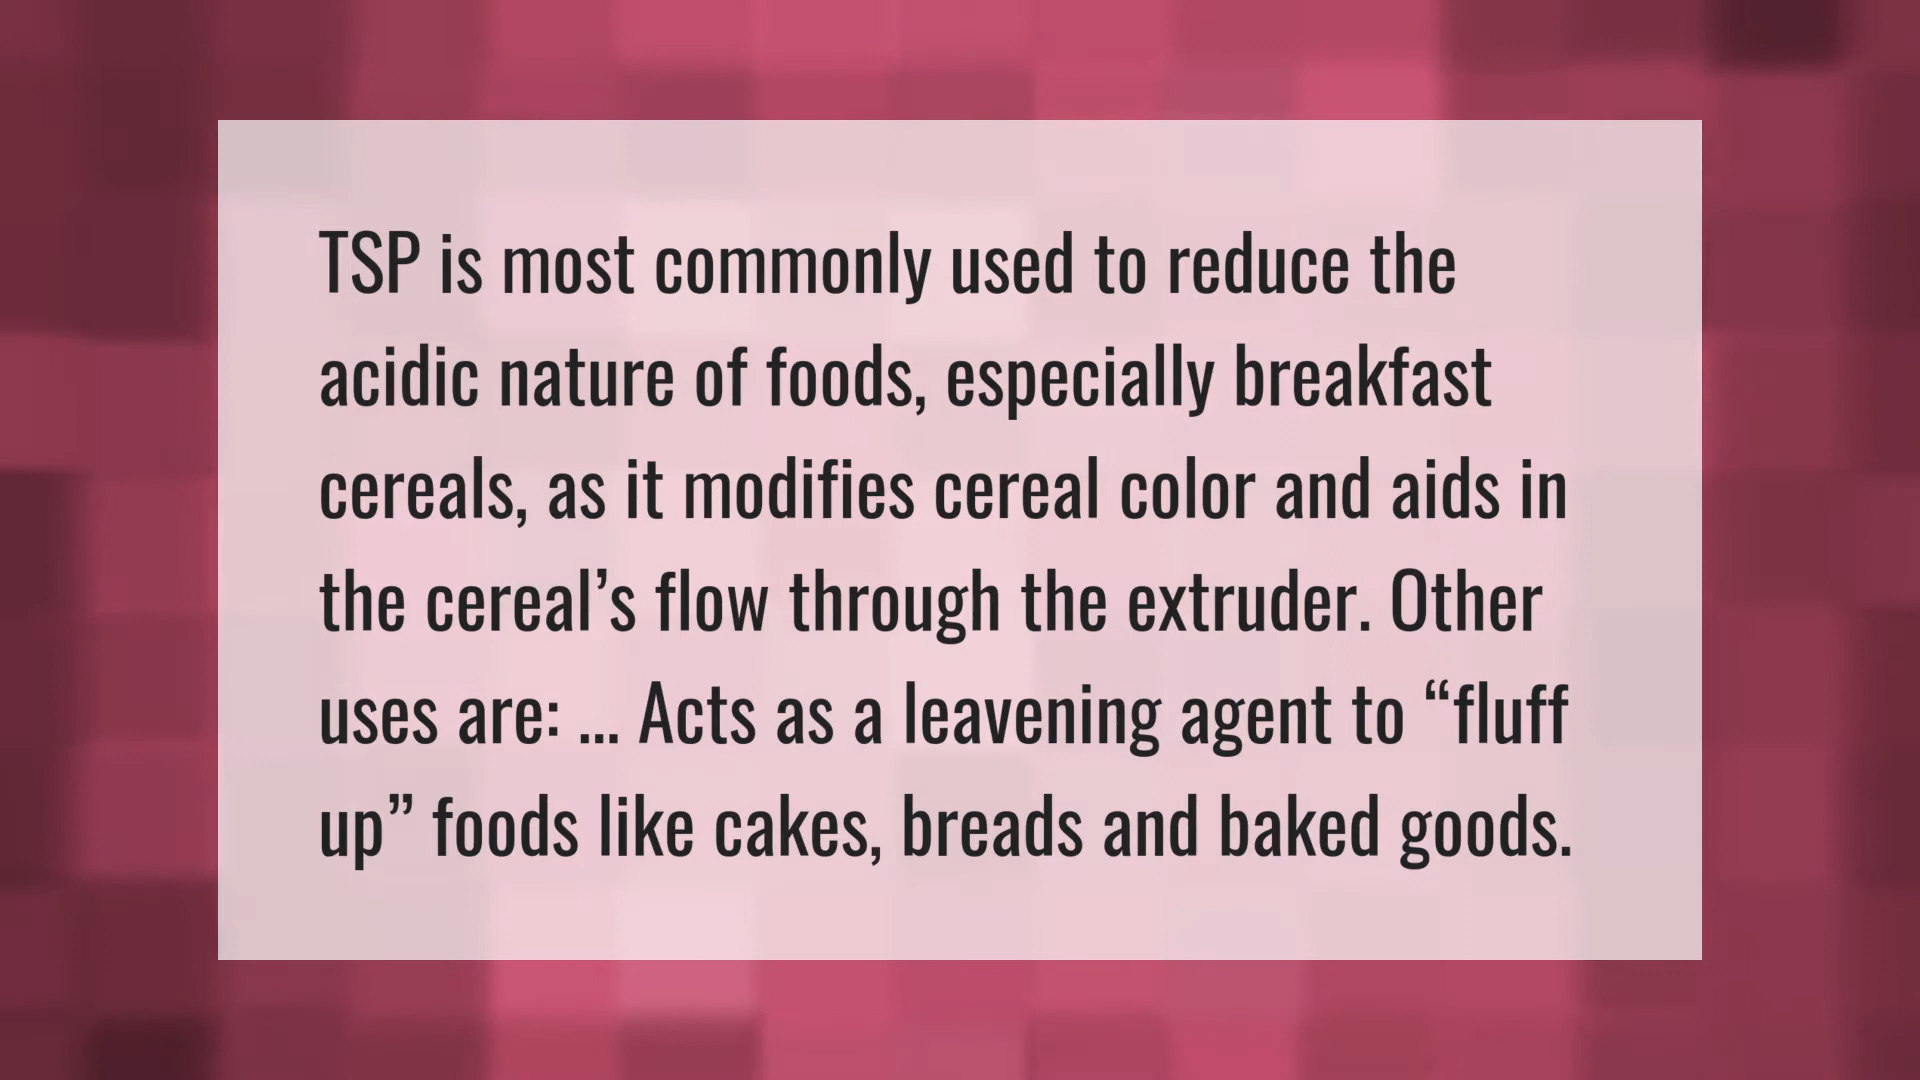 TSP is most commonly used to reduce the
acidic nature of foods, especially breakfast
cereals, as it modifies cereal color and aids in
the cereal’s flow through the extruder. Other
uses are: ... Acts as a leavening agent to “fluff
up” foods like cakes, breads and baked goods.